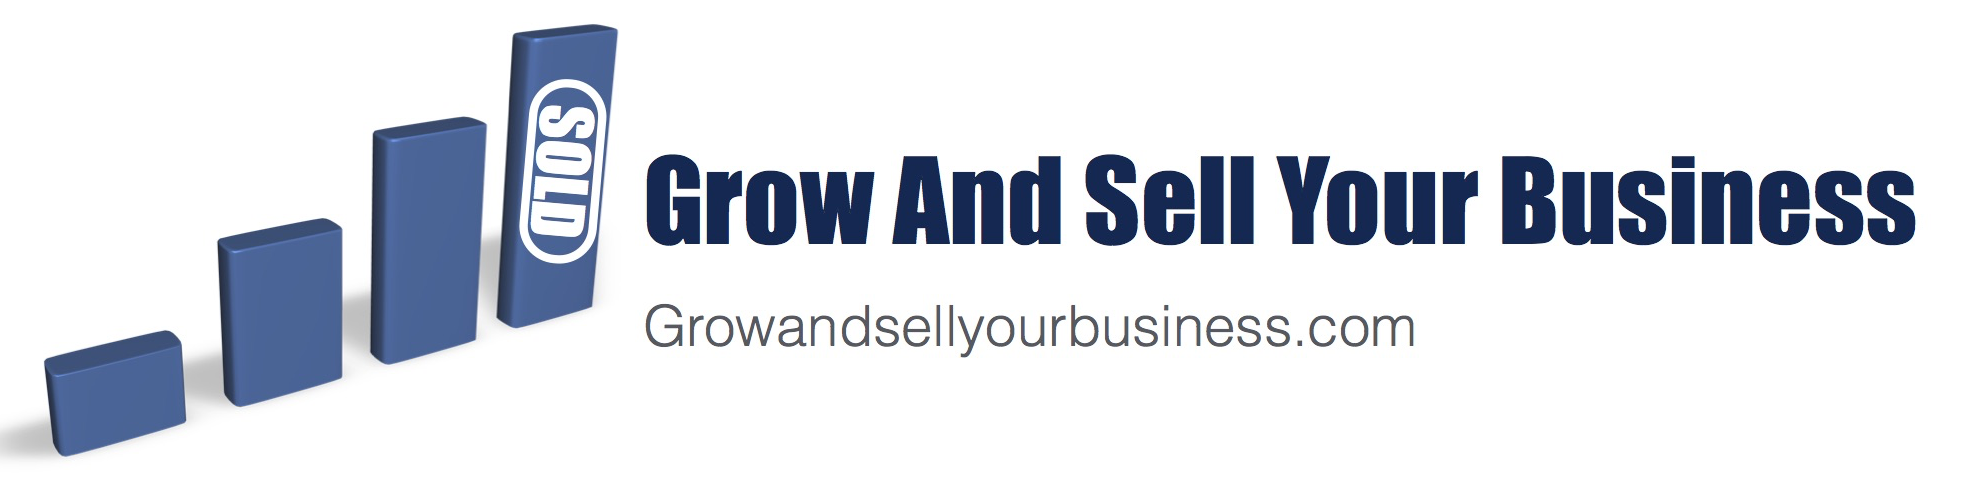 SOLD
Grow And Sell Your Business
Growandsellyourbusiness.com